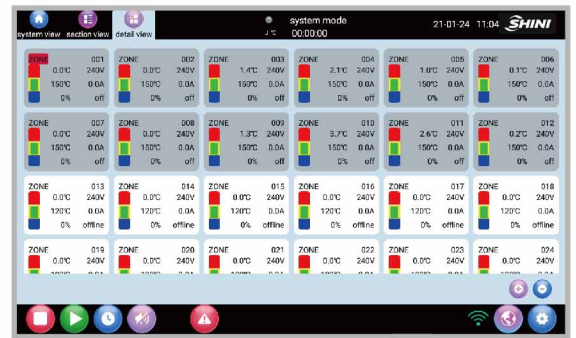 system mode
21-01-24 11:04 SHINI
system view section view detail view
00:00:00
ZONE 001 ZONE 002 ZONE 003 ZONE 004 ZONE 005 ZONE 006
0.0℃ 240V 0.0℃ 240V 1.4℃ 240V 2.1℃ 240V 1.0℃ 240V 0.1℃ 240V
150℃ 0.0A 150℃ 0.0A 150℃ 0.0A 150℃ 0.0A 150℃ 0.0A 150℃ 0.0A
0% off 0% off 0% off 0% off 0% off 0% off
ZONE 007 ZONE 008 ZONE 009 ZONE 010 ZONE 011 ZONE 012
0.0℃ 240V 0.0℃ 240V 1.3℃ 240V 3.7℃ 240V 2.6℃ 240V 0.2℃ 240V
150℃ 0.0A 150℃ 0.0A 150℃ 0.0A 150℃ 0.0A 150℃ 0.0A 150℃ 0.0A
0% off 0% off 0% off 0% off 0% off 0% off
ZONE 013 ZONE 014 ZONE 015 ZONE 016 ZONE 017 ZONE 018
0.0℃ 240V 0.0℃ 240V 0.0℃ 240V 0.0℃ 240V 0.0℃ 240V 0.0℃ 240V
120℃ 0.0A 120℃ 0.0A 120℃ 0.0A 120℃ 0.0A 120℃ 0.0A 120℃ 0.0A
0% offline 0% offline 0% offline 0% offline 0% offline 0% offline
ZONE 019 ZONE 020 ZONE 021 ZONE 022 ZONE 023 ZONE 024
0.0℃ 240V 0.0℃ 240V 0.0℃ 240V 0.0℃ 240V 0.0℃ 240V 0.0℃ 240V